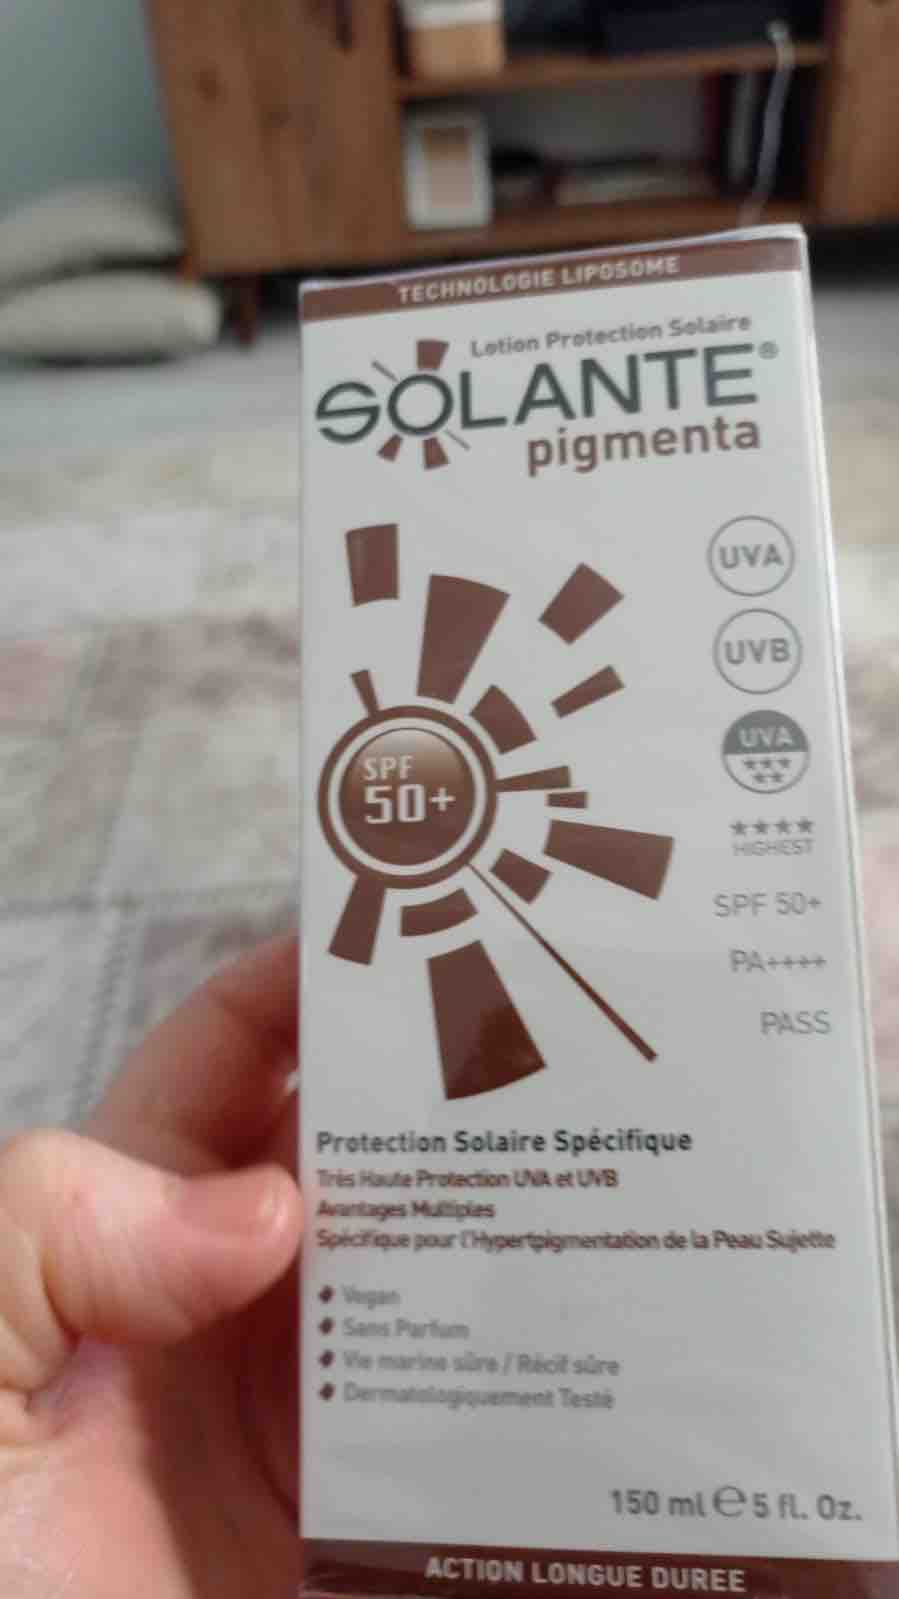 TECHNOLOGIE LIPOSOME
Lotion Protection Solaire
SOLANTE®
pigmenta
UVA
UVB
UVA
★★★
★★
★★★★
HIGHEST
SPF
50+
SPF 50+
PA++++
PASS
Protection Solaire Spécifique
Très Haute Protection UVA et UVB
Avantages Multiples
Spécifique pour l'Hypertpigmentation de la Peau Sujette
Vegan
Sans Parfum
Vie marine sûre / Récif sûre
Dermatologiquement Testé
150 ml ℮ 5 fl. Oz.
ACTION LONGUE DUREE